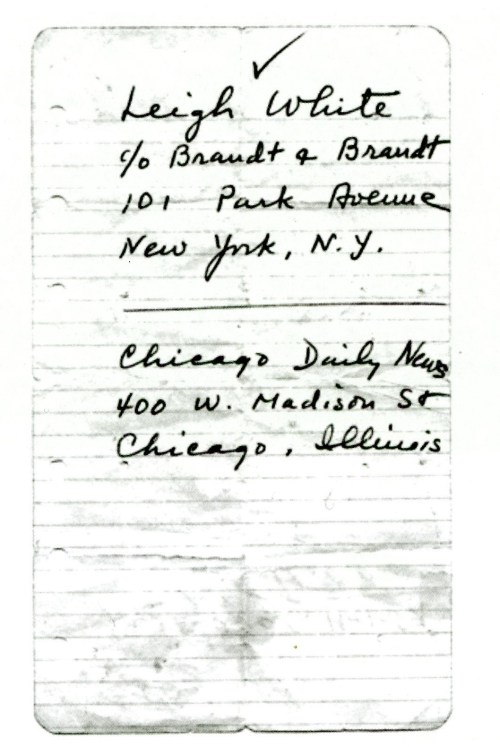 Leigh White
c/o Brandt & Brandt
101 Park Avenue
New York, N.Y.
Chicago Daily News
400 W. Madison St
Chicago, Illinois